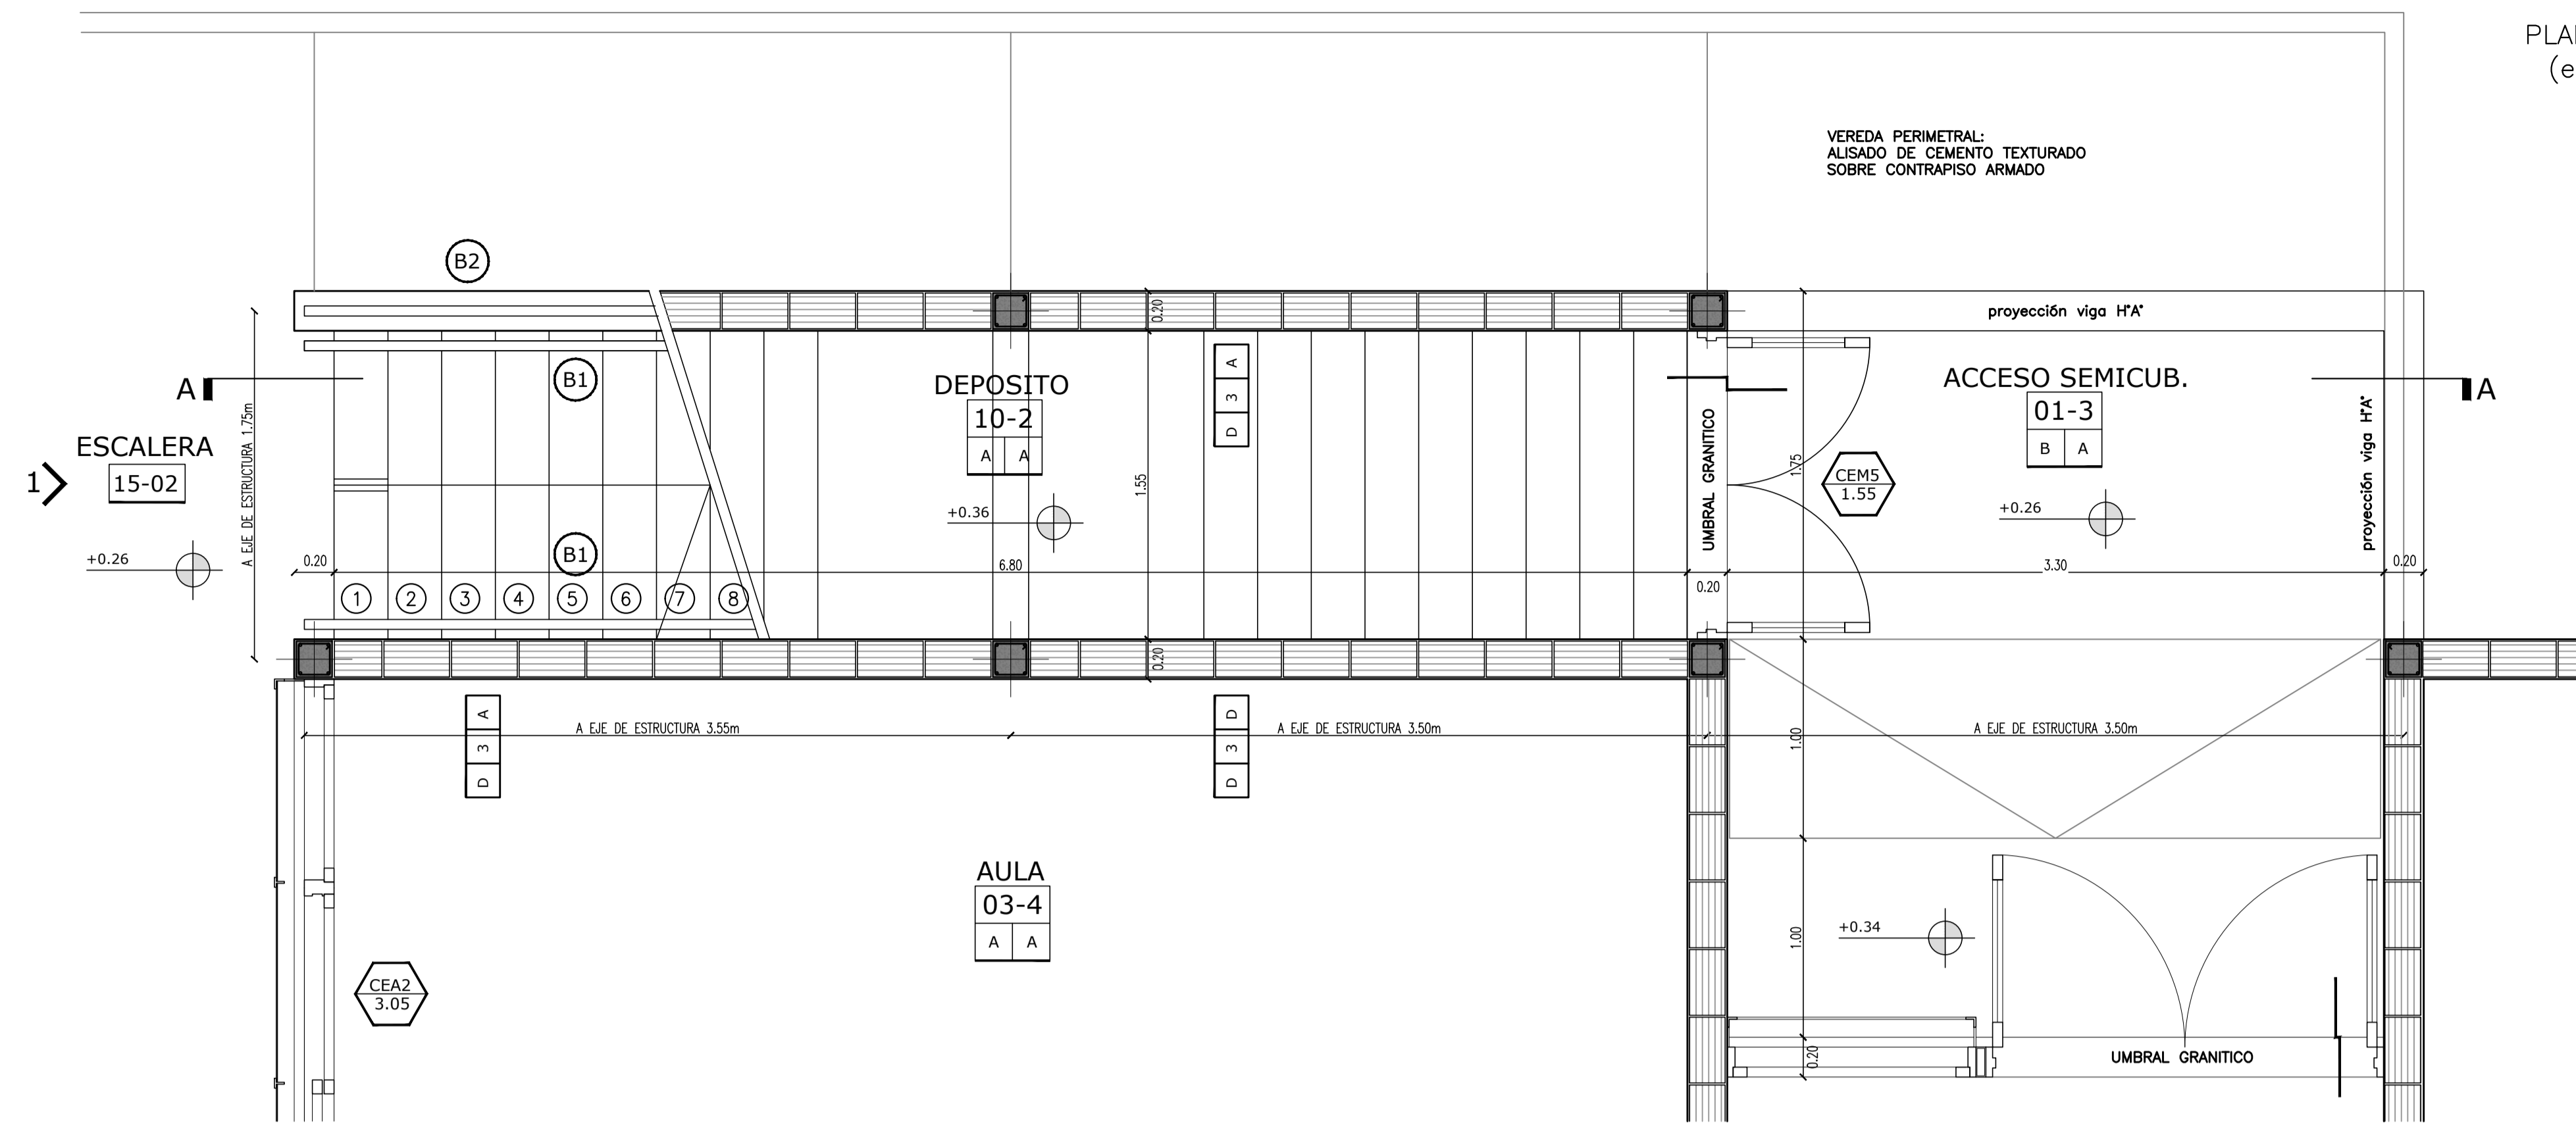 PLA
(e
VEREDA PERIMETRAL:
ALISADO DE CEMENTO TEXTURADO
SOBRE CONTRAPISO ARMADO
B2
0.20
proyección viga H°A°
A
B1
DEPOSITO
10-2
A A
A
3
D
ACCESO SEMICUB.
01-3
B A
A
ESCALERA
15-02
1
A EJE DE ESTRUCTURA 1.75m
+0.26
UMBRAL GRANITICO
1.75
CEM5
1.55
proyección viga H°A°
+0.36
1.55
+0.26
B1
0.20
6.80
0.20
3.30
0.20
1 2 3 4 5 6 7 8
0.20
A
3
D
A EJE DE ESTRUCTURA 3.55m
D
3
D
A EJE DE ESTRUCTURA 3.50m
1.00
A EJE DE ESTRUCTURA 3.50m
AULA
03-4
A A
+0.34
1.00
CEA2
3.05
0.20
UMBRAL GRANITICO